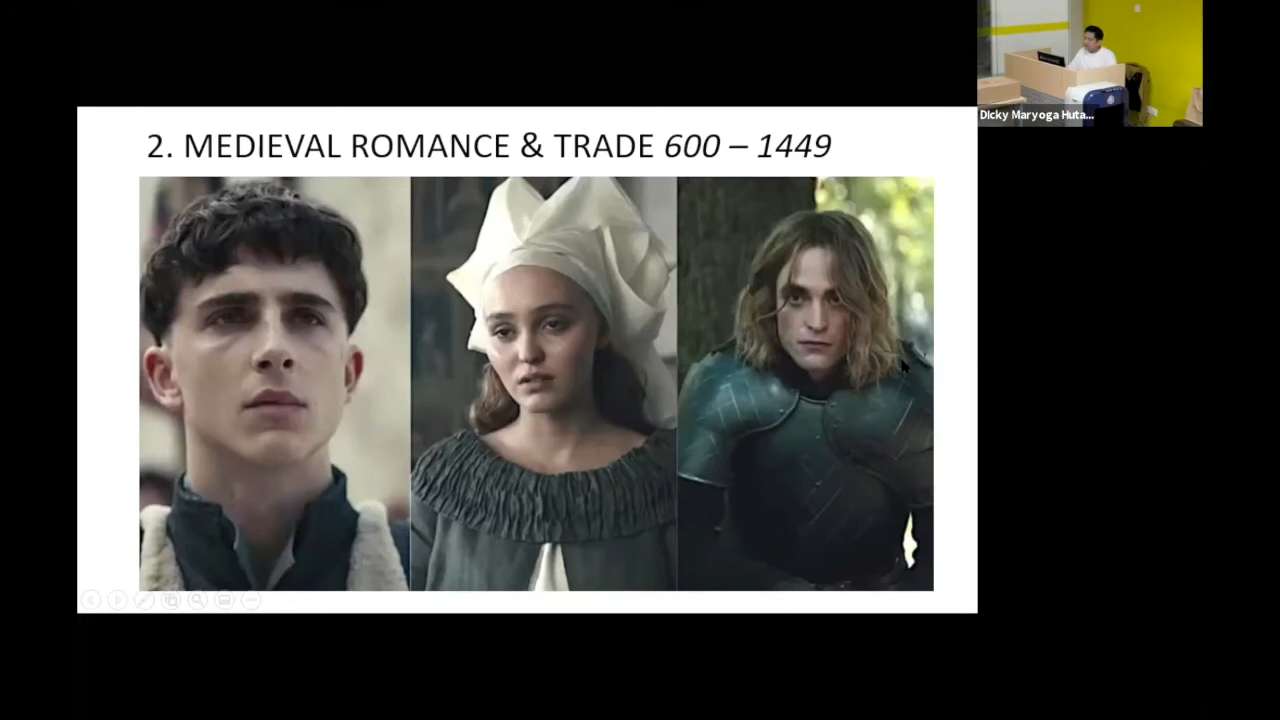 Dicky Maryoga Huta...
2. MEDIEVAL ROMANCE & TRADE 600 – 1449